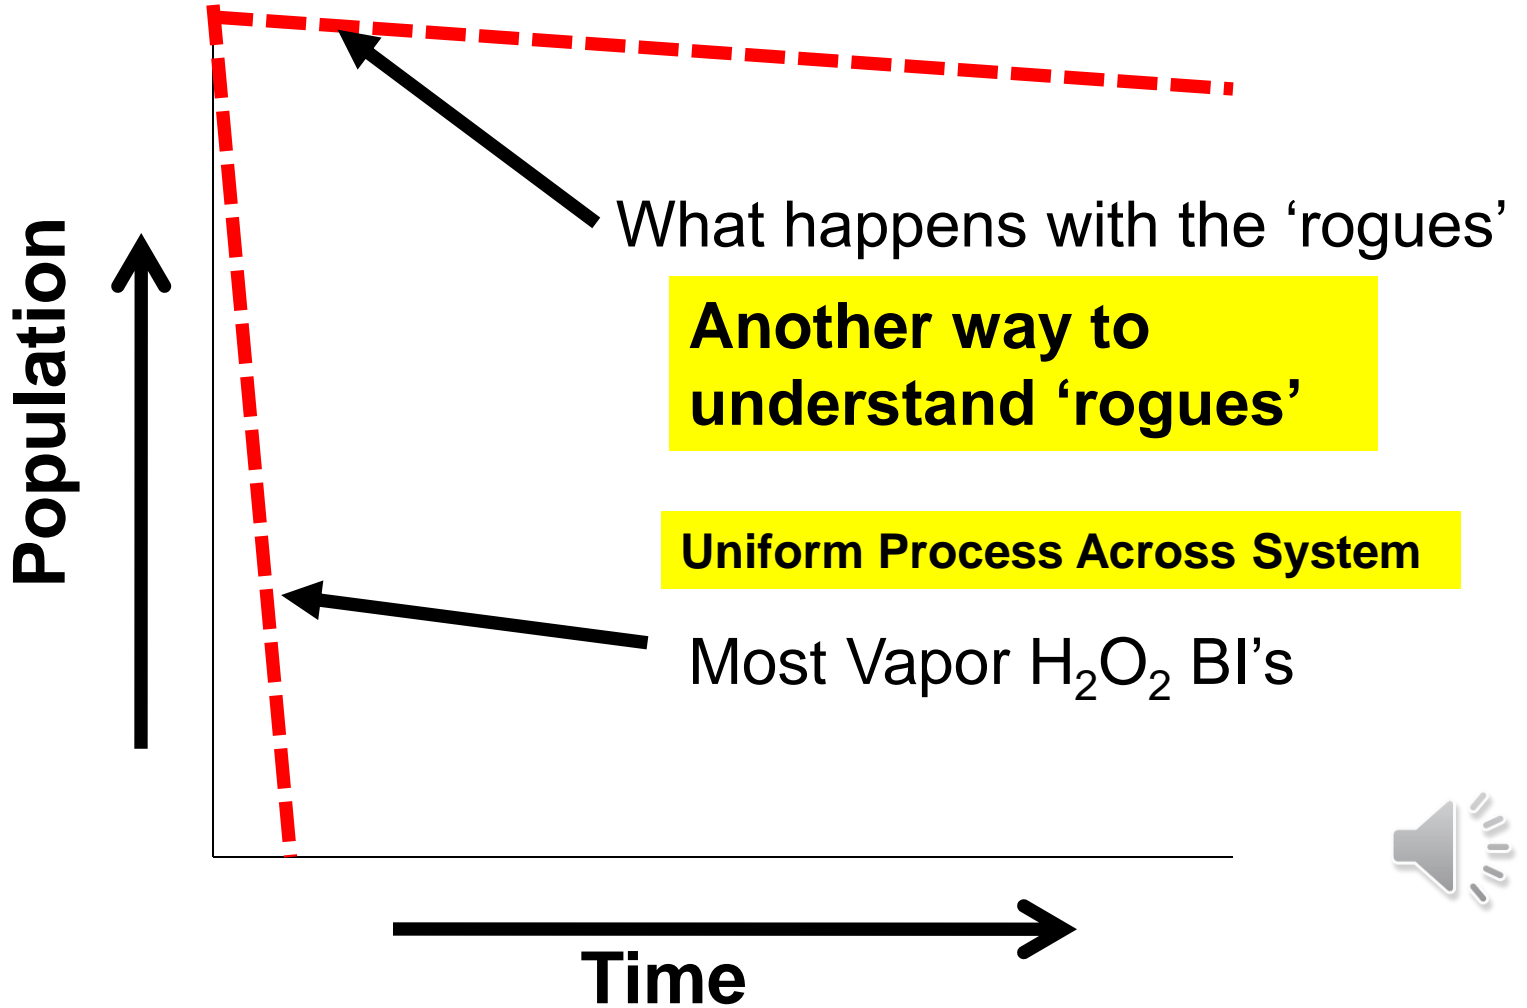 What happens with the ‘rogues’
Another way to
understand ‘rogues’
Uniform Process Across System
Most Vapor H₂O₂ BI’s
Population
Time